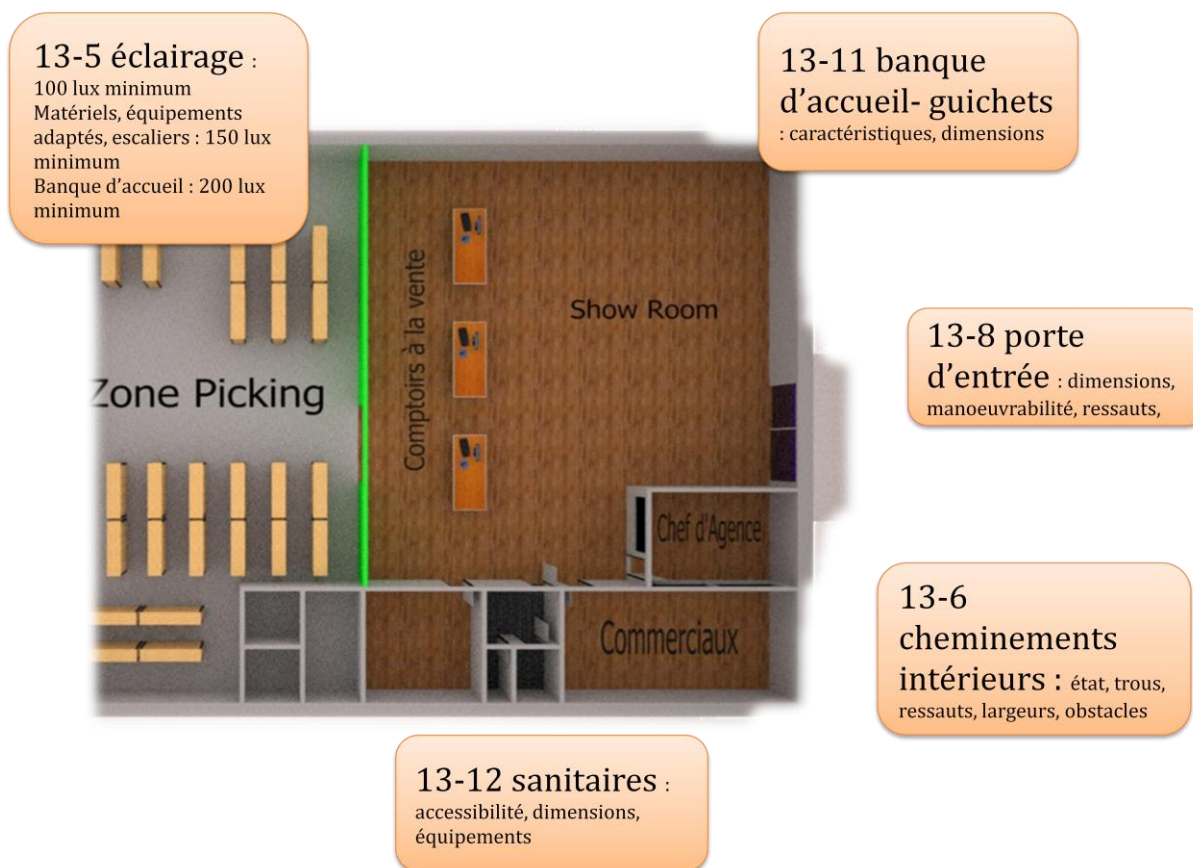 13-5 éclairage :
100 lux minimum
Matériels, équipements
adaptés, escaliers : 150 lux
minimum
Banque d’accueil : 200 lux
minimum
13-11 banque
d’accueil- guichets
: caractéristiques, dimensions
Comptoirs à la vente
Show Room
Zone Picking
13-8 porte
d’entrée : dimensions,
manoeuvrabilité, ressauts,
Chef d'Agence
Commerciaux
13-6
cheminements
intérieurs : état, trous,
ressauts, largeurs, obstacles
13-12 sanitaires :
accessibilité, dimensions,
équipements